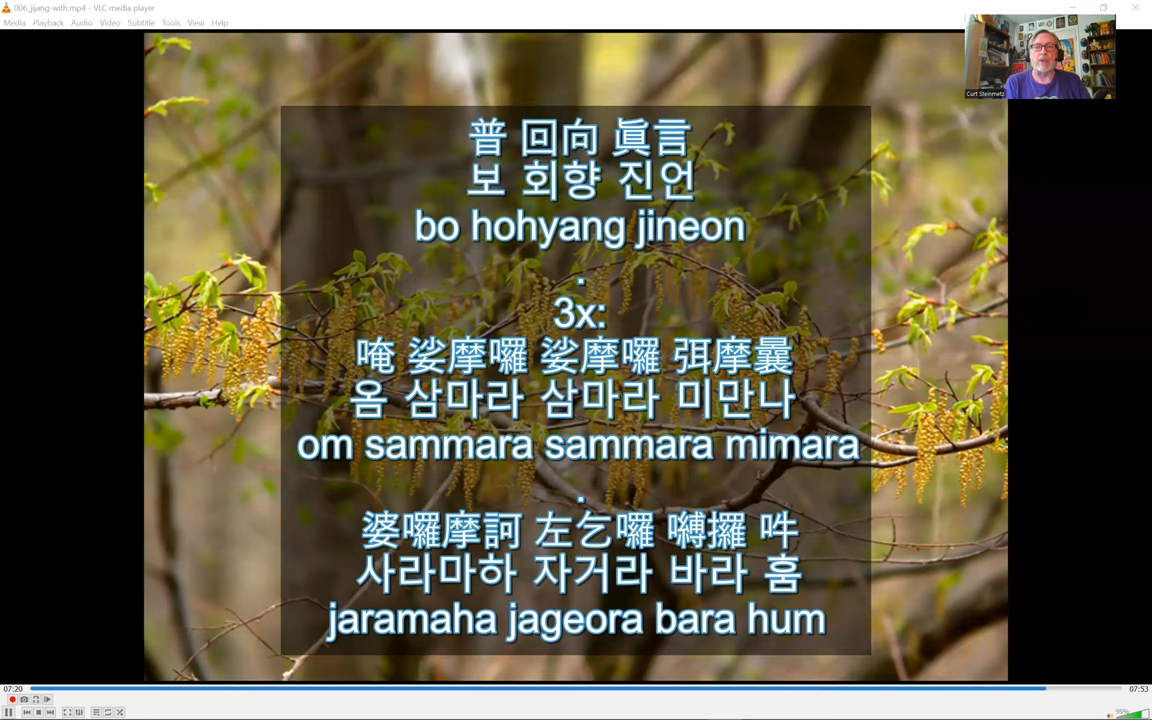 006_jijang-with.mp4 - VLC media player
Media Playback Audio Video Subtitle Tools View Help
Curt Steinmetz
普 回向 眞言
보 회향 진언
bo hohyang jineon
.
3x:
唵 娑摩囉 娑摩囉 弭摩曩
옴 삼마라 삼마라 미만나
om sammara sammara mimara
.
婆囉摩訶 左乞囉 嚩攞 吽
사라마하 자거라 바라 훔
jaramaha jageora bara hum
07:20
07:53
95%